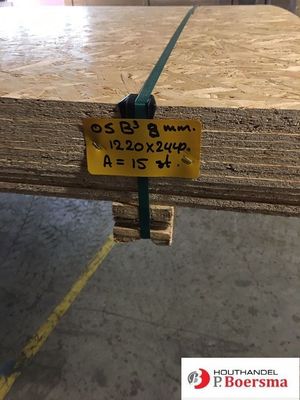 OSB³ 8 mm.
1220x2440.
A = 15 st.
HOUTHANDEL
P.Boersma